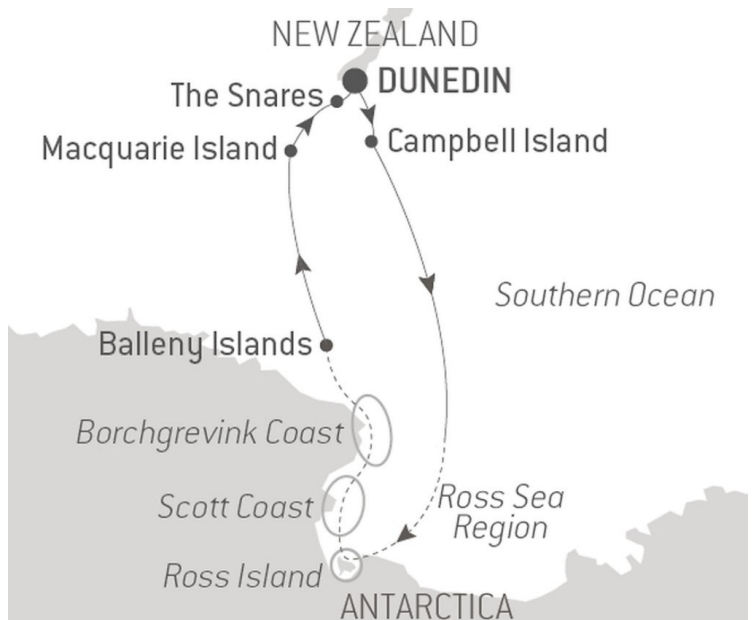 NEW ZEALAND
DUNEDIN
The Snares
Campbell Island
Macquarie Island
Southern Ocean
Balleny Islands
Borchgrevink Coast
Scott Coast
Ross Sea
Region
Ross Island
ANTARCTICA